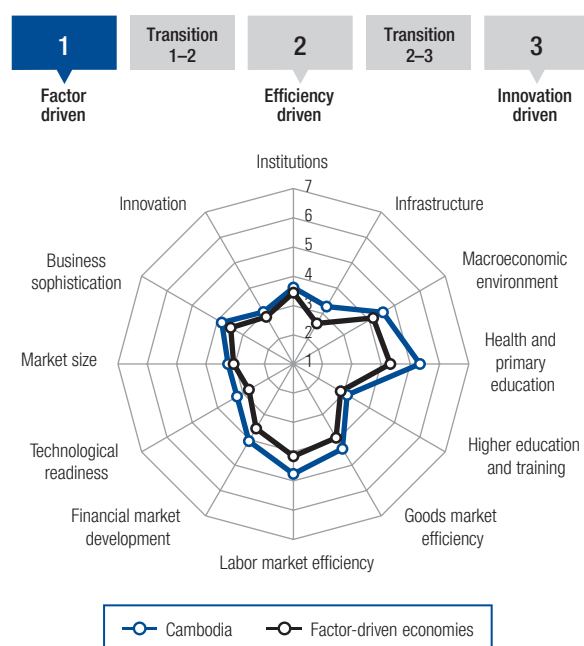 1
Transition
1–2
2
Transition
2–3
3
Factor
driven
Efficiency
driven
Innovation
driven
Institutions
7
6
5
4
3
2
1
Innovation
Infrastructure
Business
sophistication
Macroeconomic
environment
Market size
Health and
primary
education
Technological
readiness
Higher education
and training
Financial market
development
Goods market
efficiency
Labor market efficiency
Cambodia
Factor-driven economies